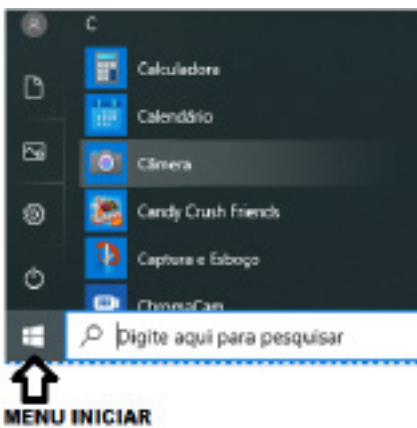 C
Calculadora
Calendário
Câmera
Candy Crush Friends
Captura e Esboço
ChromaCam
Digite aqui para pesquisar
MENU INICIAR